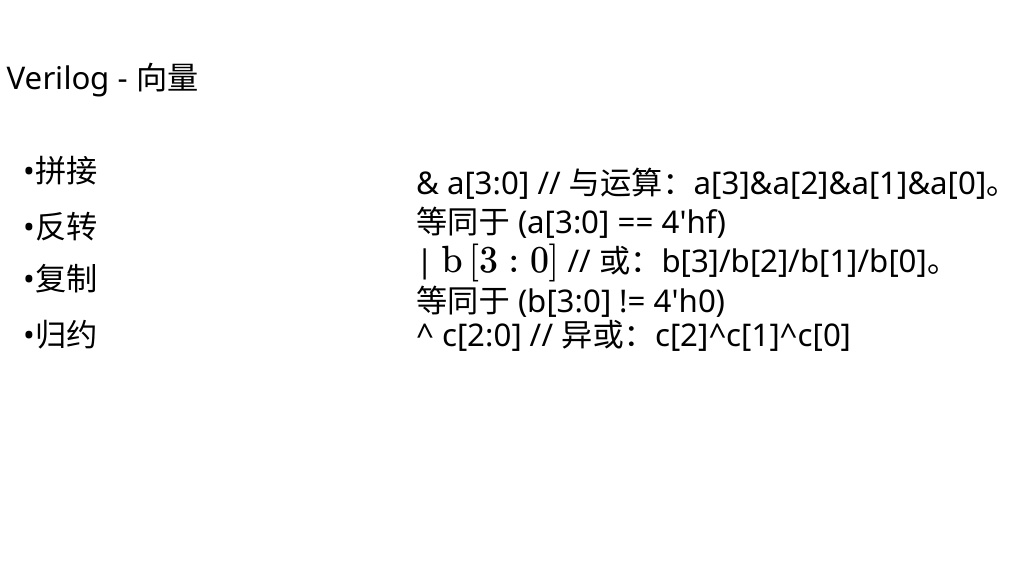 Verilog - 向量
•拼接
•反转
•复制
•归约
& a[3:0] // 与运算：a[3]&a[2]&a[1]&a[0]。
等同于 (a[3:0] == 4'hf)
| b [3 : 0] // 或：b[3]/b[2]/b[1]/b[0]。
等同于 (b[3:0] != 4'h0)
^ c[2:0] // 异或：c[2]^c[1]^c[0]